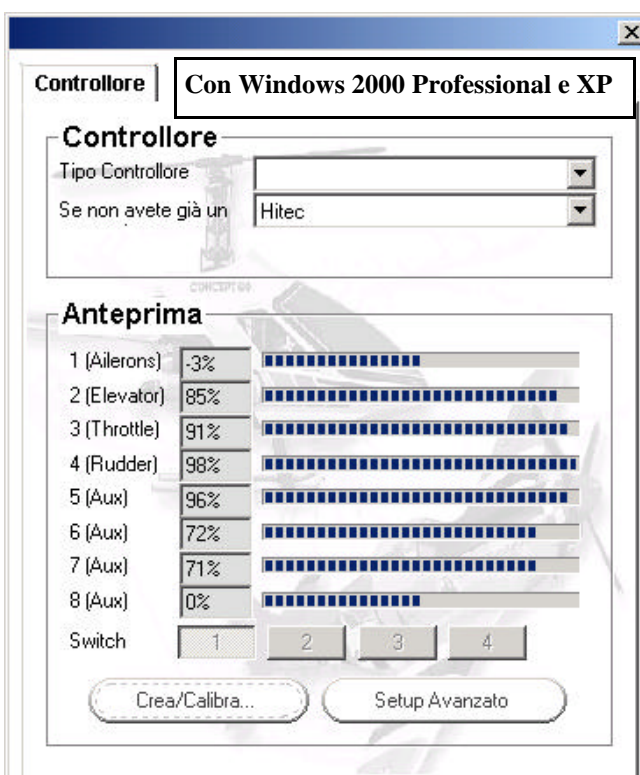 Controllore
Con Windows 2000 Professional e XP
Controllore
Tipo Controllore
Se non avete già un Hitec
CONCEPT 60
Anteprima
1 (Ailerons) -3%
2 (Elevator) 85%
3 (Throttle) 91%
4 (Rudder) 98%
5 (Aux) 96%
6 (Aux) 72%
7 (Aux) 71%
8 (Aux) 0%
Switch 1 2 3 4
Crea/Calibra... Setup Avanzato